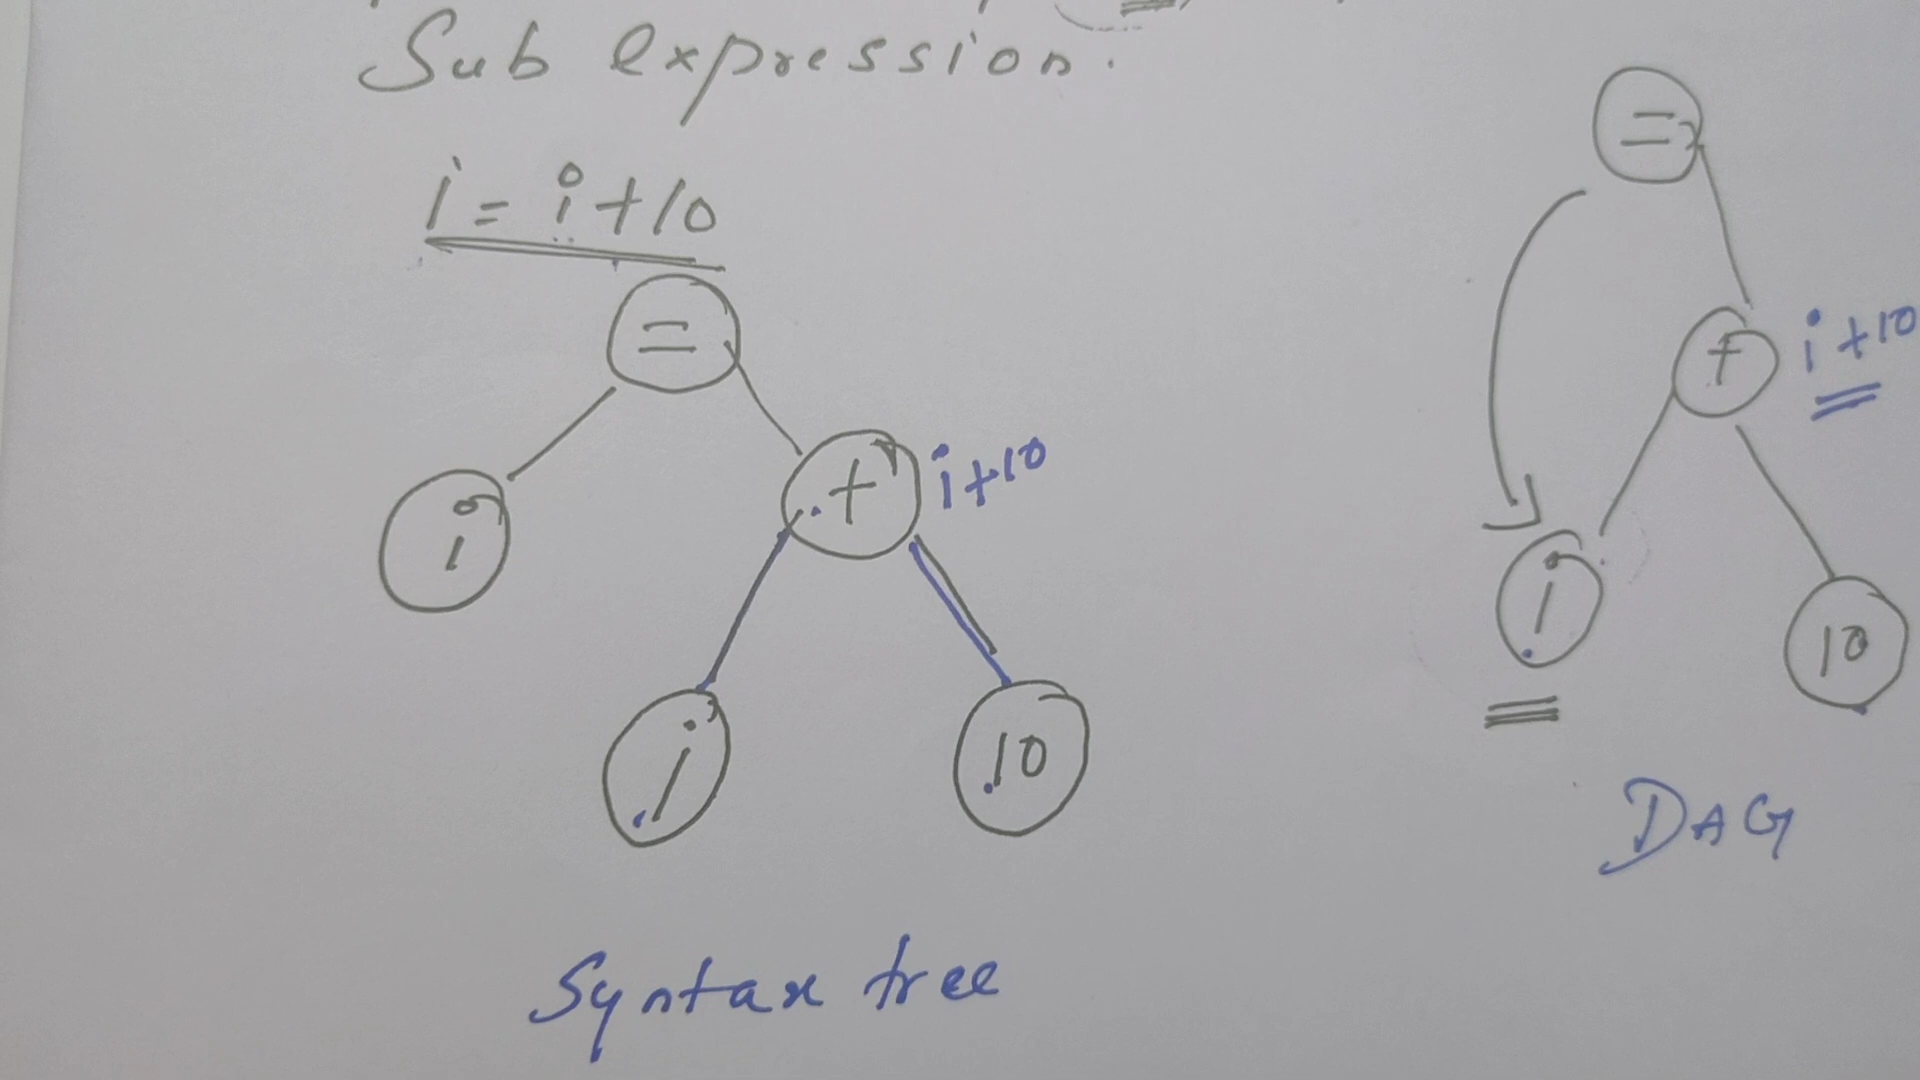 Sub expression.
i = i+10
=
i
+
i+10
i
10
Syntax tree
=
+
i+10
i
10
DAG